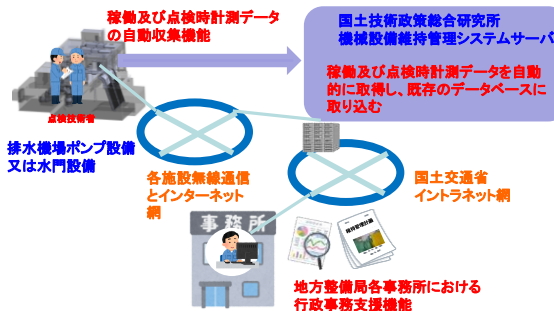 稼働及び点検時計測データ
の自動収集機能
国土技術政策総合研究所
機械設備維持管理システムサーバ
稼働及び点検時計測データを自動
的に取得し、既存のデータベースに
取り込む
点検技術者
排水機場ポンプ設備
又は水門設備
各施設無線通信
とインターネット
網
国土交通省
イントラネット網
事務所
維持管理計画
地方整備局各事務所における
行政事務支援機能